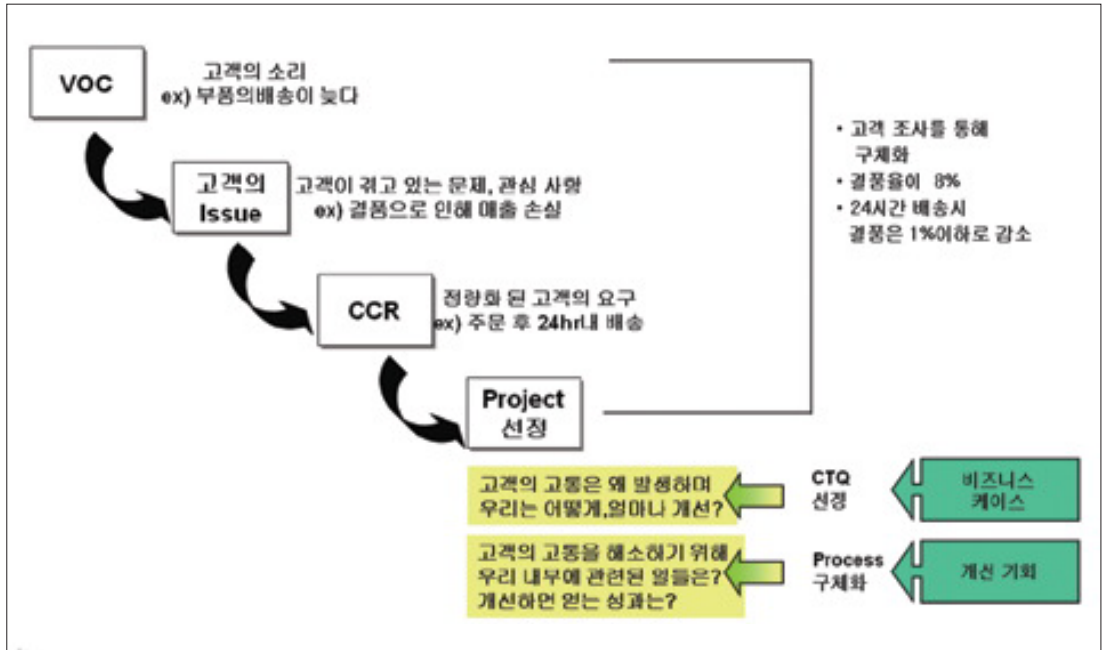 VOC
고객의 소리
ex) 부품의배송이 늦다
고객의
Issue
고객이 겪고 있는 문제, 관심 사항
ex) 결품으로 인해 매출 손실
CCR
정량화 된 고객의 요구
ex) 주문 후 24hr내 배송
Project
선정
• 고객 조사를 통해
구체화
• 결품율이 8%
• 24시간 배송시
결품은 1%이하로 감소
고객의 고통은 왜 발생하며
우리는 어떻게,얼마나 개선?
CTQ
선정
비즈니스
케이스
고객의 고통을 해소하기 위해
우리 내부에 관련된 일들은?
개선하면 얻는 성과는?
Process
구체화
개선 기회